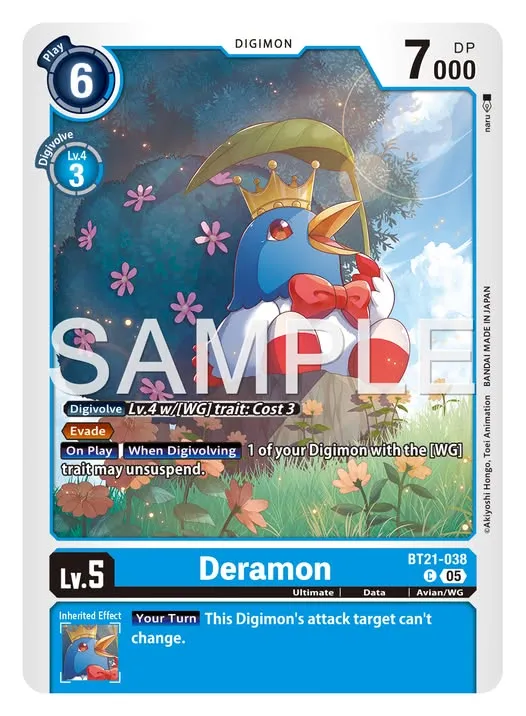 DIGIMON
Play
6
7000
DP
Digivolve
Lv.4
3
naru
SAMPLE
Digivolve Lv.4 w/[WG] trait: Cost 3
Evade
On Play When Digivolving 1 of your Digimon with the [WG]
trait may unsuspend.
©Akiyoshi Hongo, Toei Animation BANDAI MADE IN JAPAN
Lv.5
Deramon
BT21-038
C 05
Ultimate | Data | Avian/WG
Inherited Effect
Your Turn This Digimon's attack target can't
change.